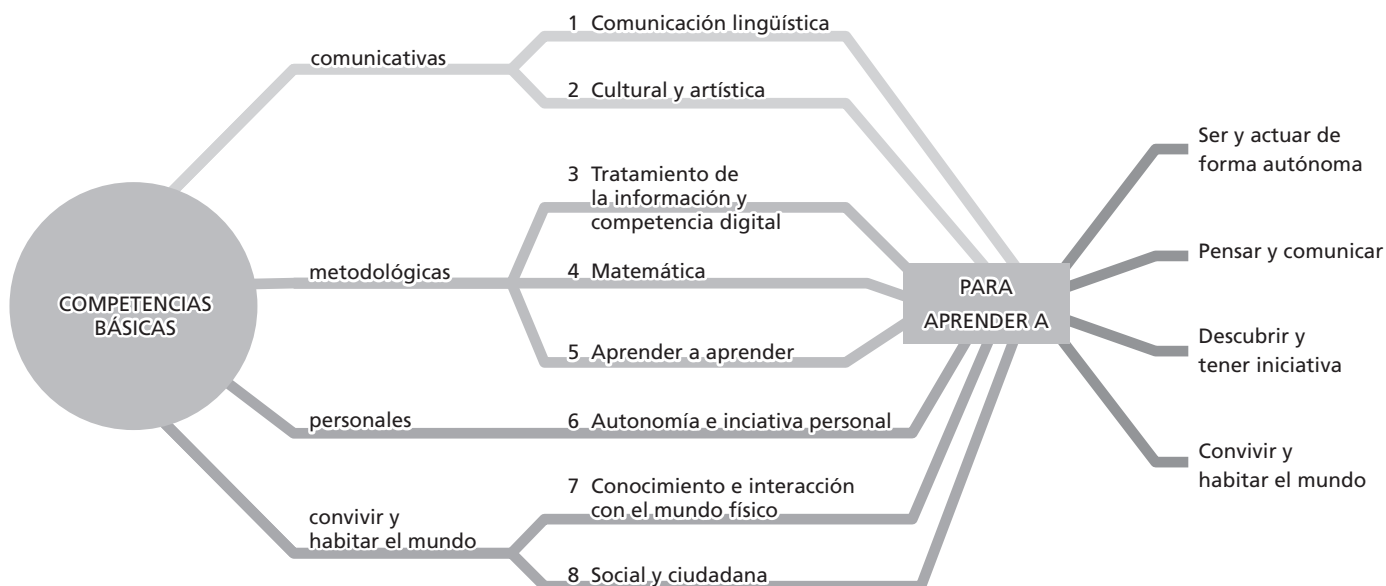 COMPETENCIAS
BÁSICAS
comunicativas
1 Comunicación lingüística
2 Cultural y artística
metodológicas
3 Tratamiento de
la información y
competencia digital
4 Matemática
5 Aprender a aprender
personales
6 Autonomía e inciativa personal
convivir y
habitar el mundo
7 Conocimiento e interacción
con el mundo físico
8 Social y ciudadana
PARA
APRENDER A
Ser y actuar de
forma autónoma
Pensar y comunicar
Descubrir y
tener iniciativa
Convivir y
habitar el mundo